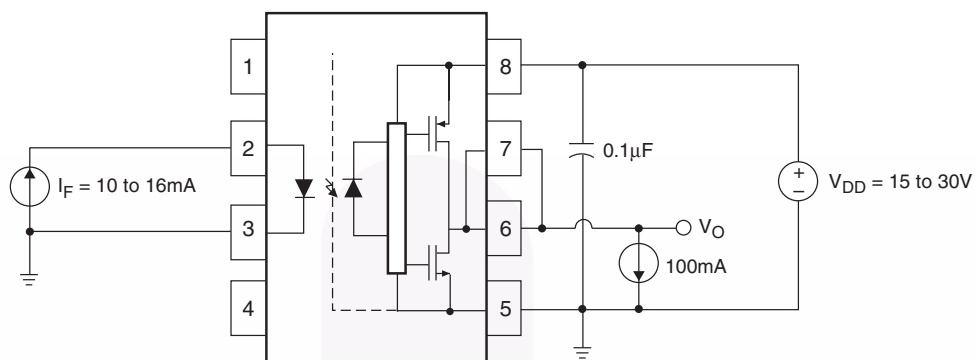 1
8
2
7
3
6
4
5
I_F = 10 to 16mA
0.1μF
+
–
V_DD = 15 to 30V
V_O
100mA